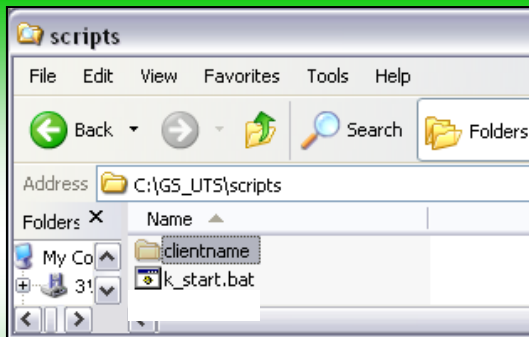 scripts
File Edit View Favorites Tools Help
Back Search Folders
Address C:\GS_UTS\scripts
Folders X Name
My Co clientname
k_start.bat